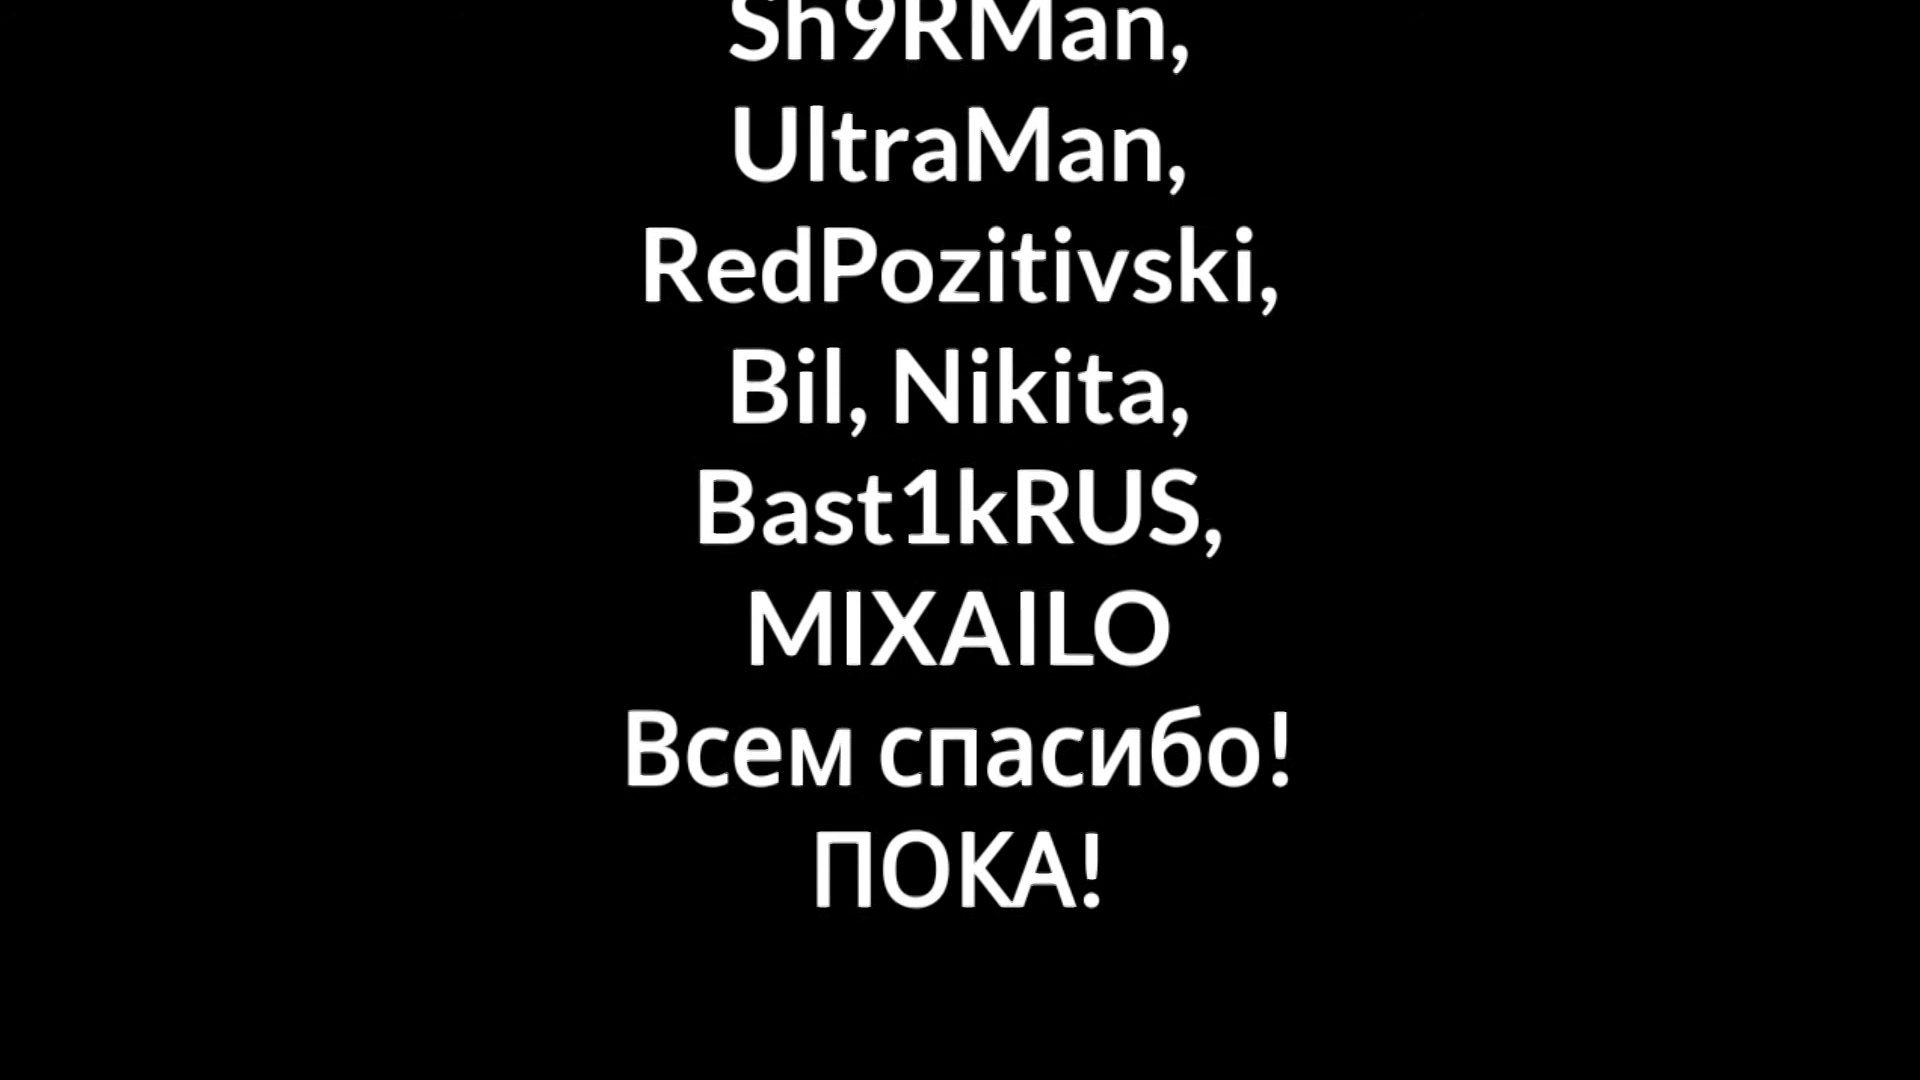 Sh9RMan,
UltraMan,
RedPozitivski,
Bil, Nikita,
Bast1kRUS,
MIXAILO
Всем спасибо!
ПОКА!